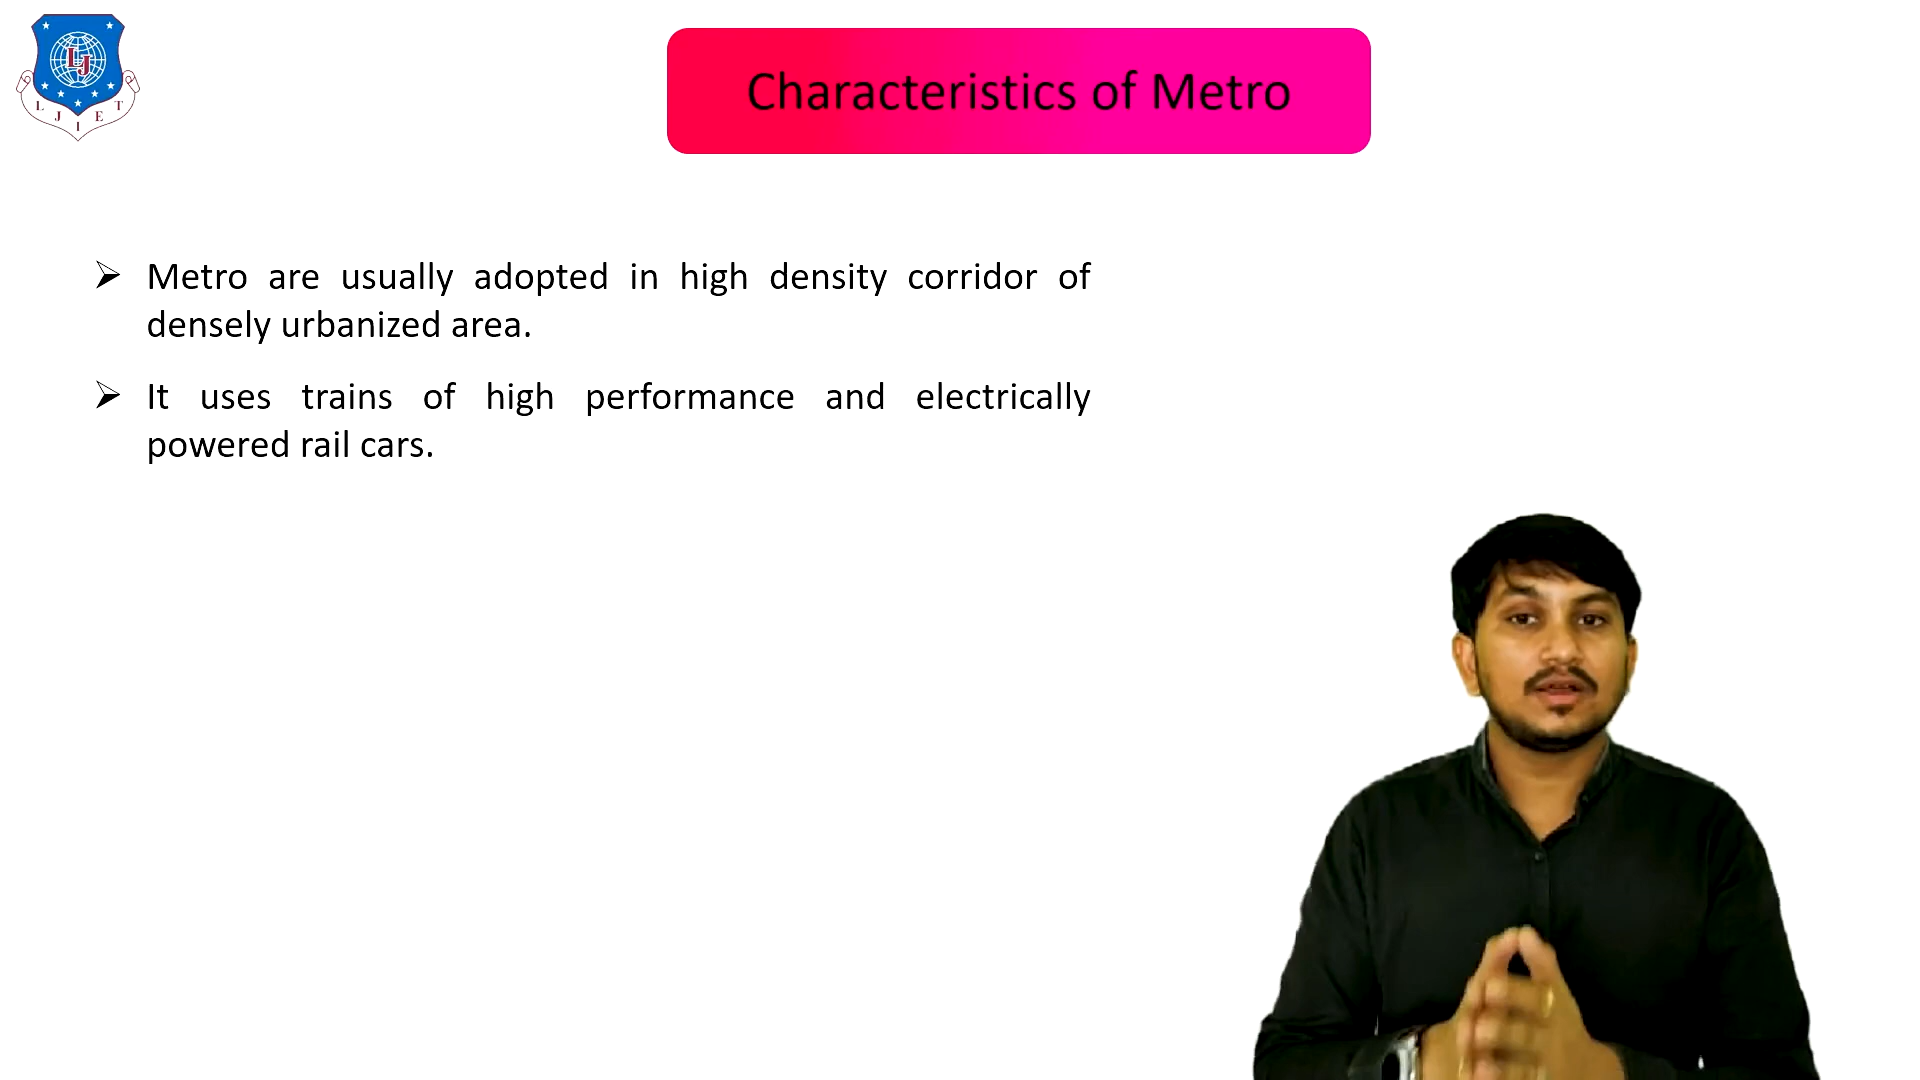 LJ
L J I E T
Characteristics of Metro
Metro are usually adopted in high density corridor of
densely urbanized area.
It uses trains of high performance and electrically
powered rail cars.